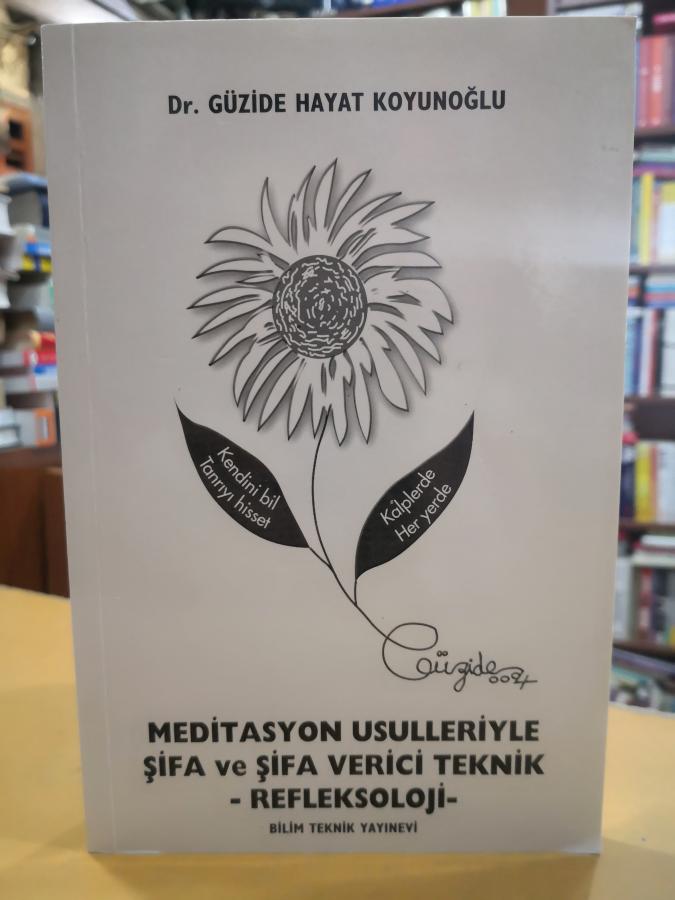 Dr. GÜZİDE HAYAT KOYUNOĞLU
Kendini bil
Tanrıyı hisset
Kâlplerde
Her yerde
Güzide
MEDİTASYON USULLERİYLE
ŞİFA ve ŞİFA VERİCİ TEKNİK
- REFLEKSOLOJİ-
BİLİM TEKNİK YAYINEVİ